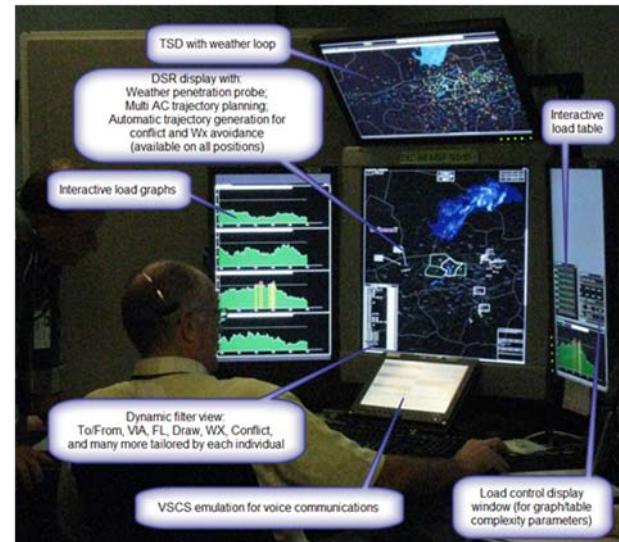 TSD with weather loop
DSR display with:
Weather penetration probe;
Multi AC trajectory planning;
Automatic trajectory generation for
conflict and Wx avoidance
(available on all positions)
Interactive
load table
Interactive load graphs
Dynamic filter view:
To/From, VIA, FL, Draw, WX, Conflict,
and many more tailored by each individual
VSCS emulation for voice communications
Load control display
window (for graph/table
complexity parameters)